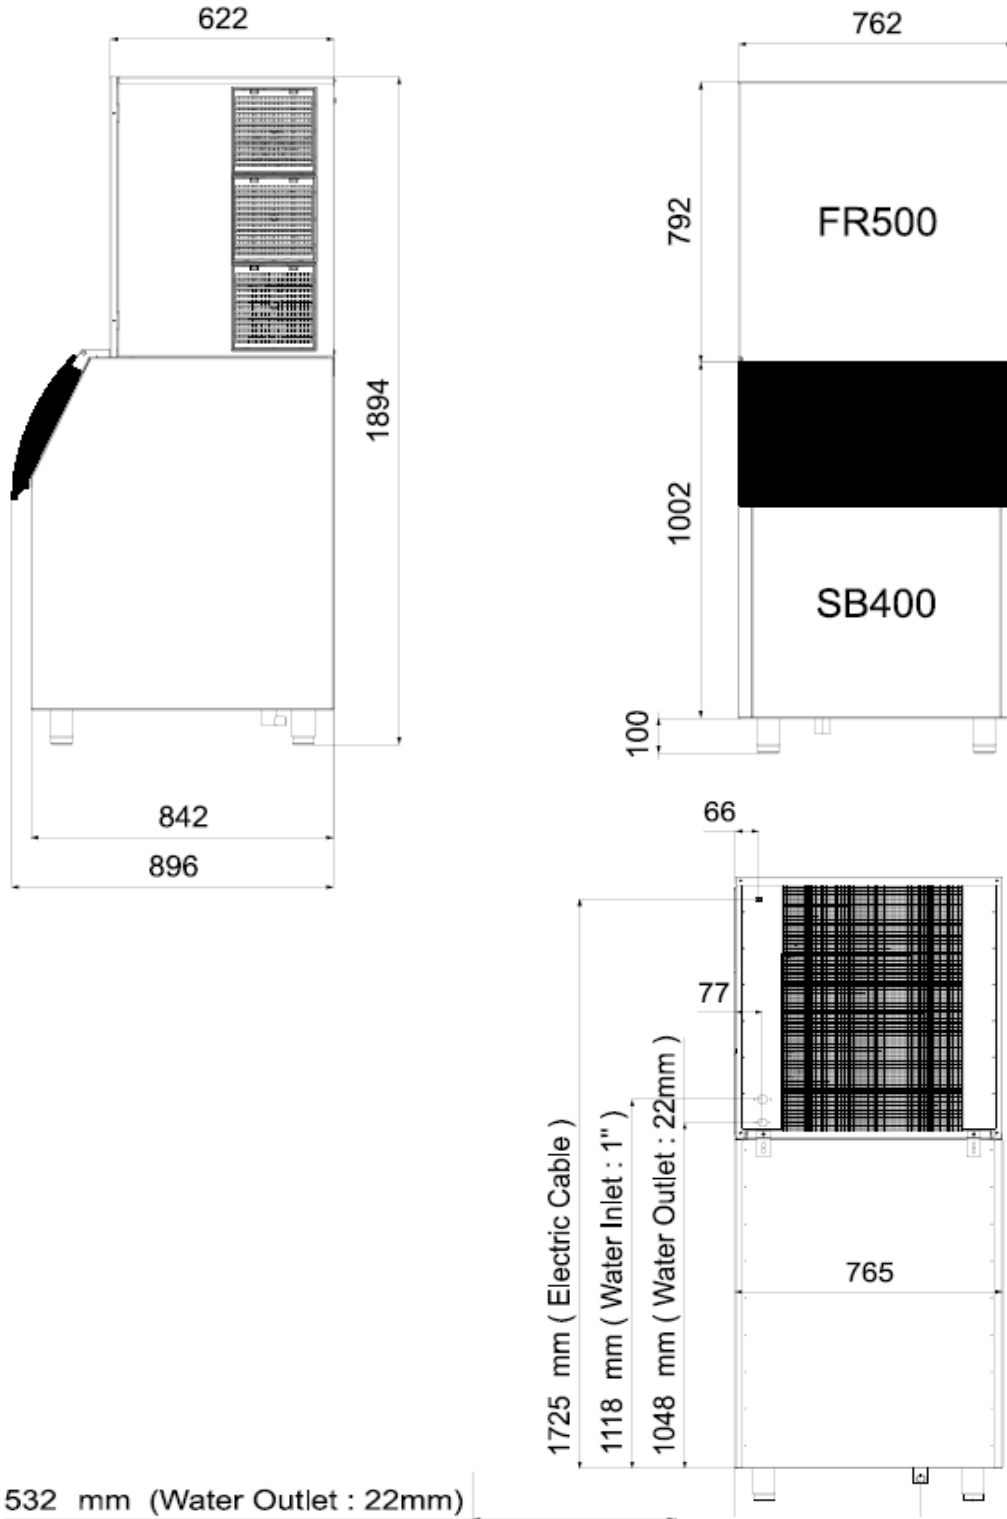 622
762
792
FR500
1894
1002
SB400
100
842
896
66
77
1725 mm ( Electric Cable )
1118 mm ( Water Inlet : 1" )
1048 mm ( Water Outlet : 22mm )
765
532 mm (Water Outlet : 22mm)